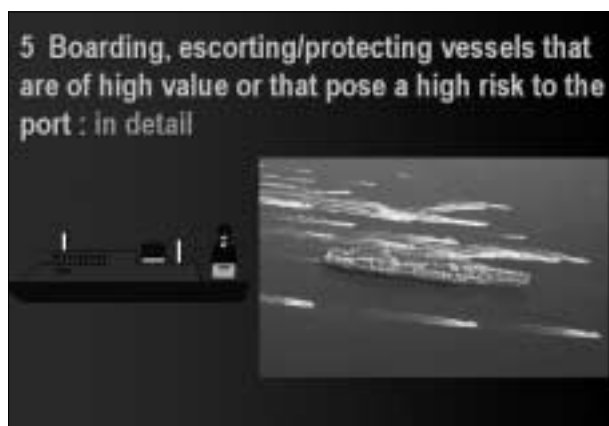 5 Boarding, escorting/protecting vessels that
are of high value or that pose a high risk to the
port : in detail